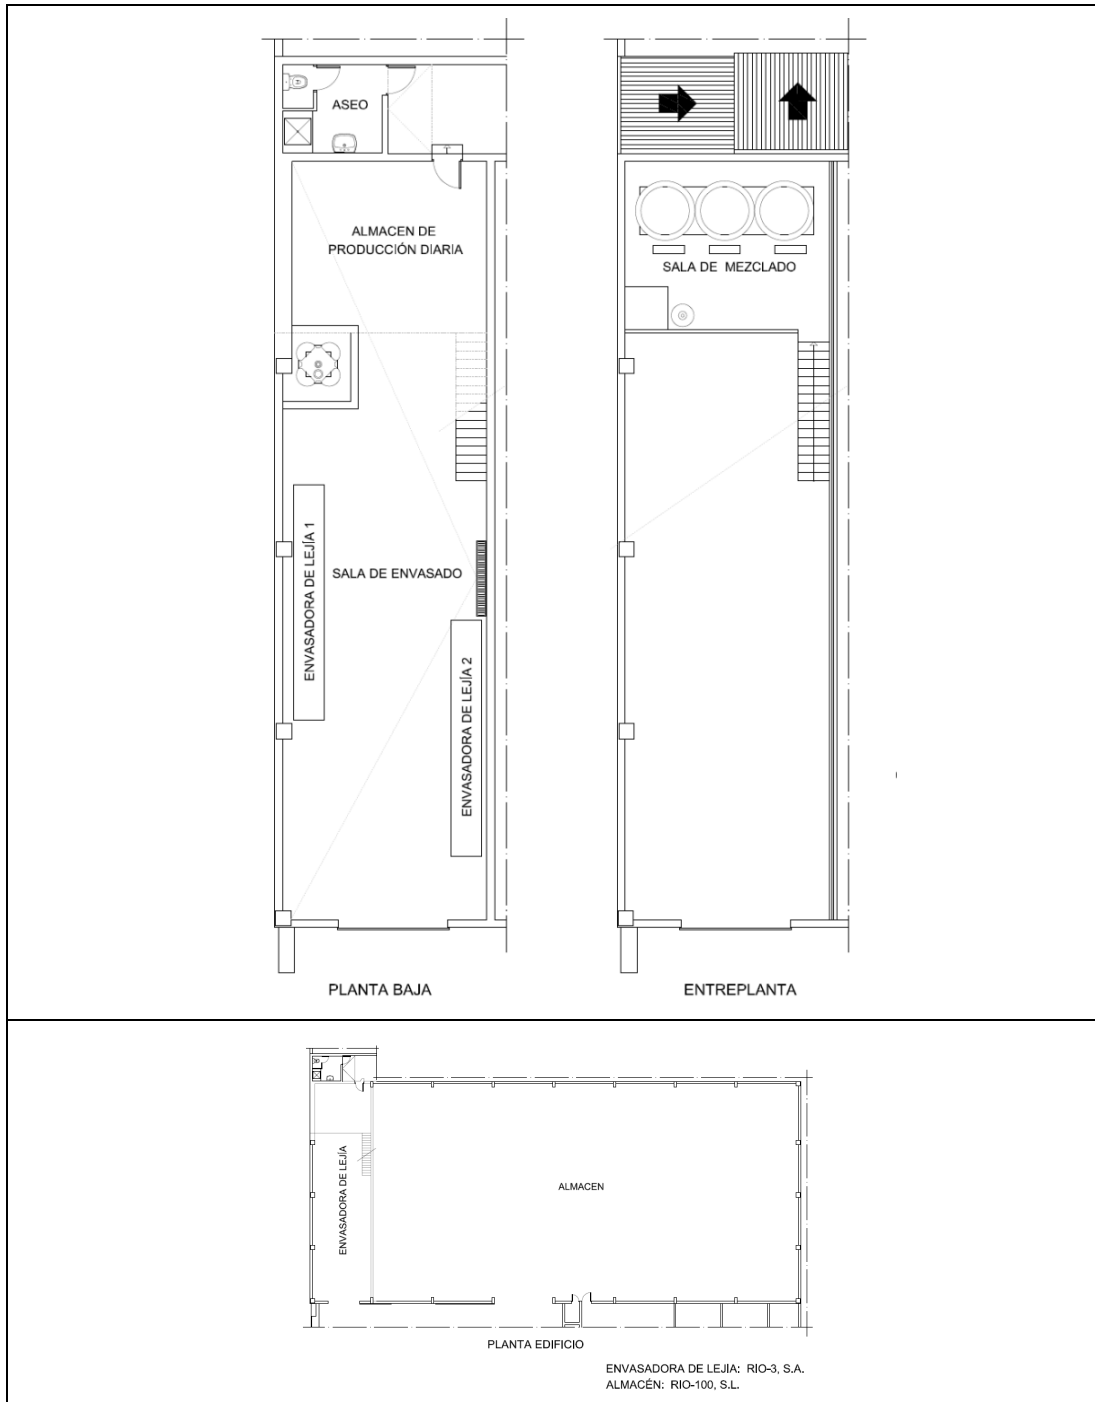 ASEO
ALMACEN DE
PRODUCCIÓN DIARIA
ENVASADORA DE LEJÍA 1
SALA DE ENVASADO
ENVASADORA DE LEJÍA 2
PLANTA BAJA
SALA DE MEZCLADO
ENTREPLANTA
ENVASADORA DE LEJÍA
ALMACEN
PLANTA EDIFICIO
ENVASADORA DE LEJIA: RIO-3, S.A.
ALMACÉN: RIO-100, S.L.